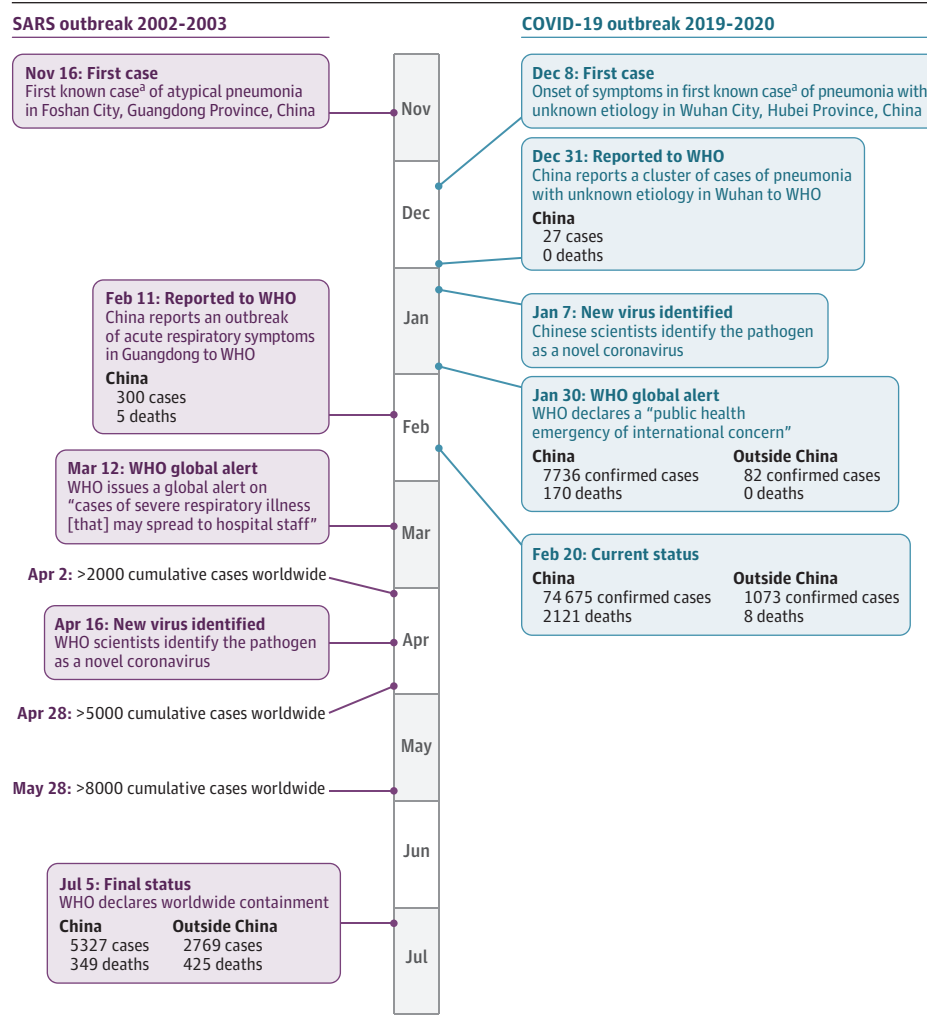 SARS outbreak 2002-2003
Nov 16: First case
First known caseᵃ of atypical pneumonia
in Foshan City, Guangdong Province, China
Feb 11: Reported to WHO
China reports an outbreak
of acute respiratory symptoms
in Guangdong to WHO
China
300 cases
5 deaths
Mar 12: WHO global alert
WHO issues a global alert on
“cases of severe respiratory illness
[that] may spread to hospital staff”
Apr 2: >2000 cumulative cases worldwide
Apr 16: New virus identified
WHO scientists identify the pathogen
as a novel coronavirus
Apr 28: >5000 cumulative cases worldwide
May 28: >8000 cumulative cases worldwide
Jul 5: Final status
WHO declares worldwide containment
China Outside China
5327 cases 2769 cases
349 deaths 425 deaths
Nov
Dec
Jan
Feb
Mar
Apr
May
Jun
Jul
COVID-19 outbreak 2019-2020
Dec 8: First case
Onset of symptoms in first known caseᵃ of pneumonia with
unknown etiology in Wuhan City, Hubei Province, China
Dec 31: Reported to WHO
China reports a cluster of cases of pneumonia
with unknown etiology in Wuhan to WHO
China
27 cases
0 deaths
Jan 7: New virus identified
Chinese scientists identify the pathogen
as a novel coronavirus
Jan 30: WHO global alert
WHO declares a “public health
emergency of international concern”
China Outside China
7736 confirmed cases 82 confirmed cases
170 deaths 0 deaths
Feb 20: Current status
China Outside China
74 675 confirmed cases 1073 confirmed cases
2121 deaths 8 deaths